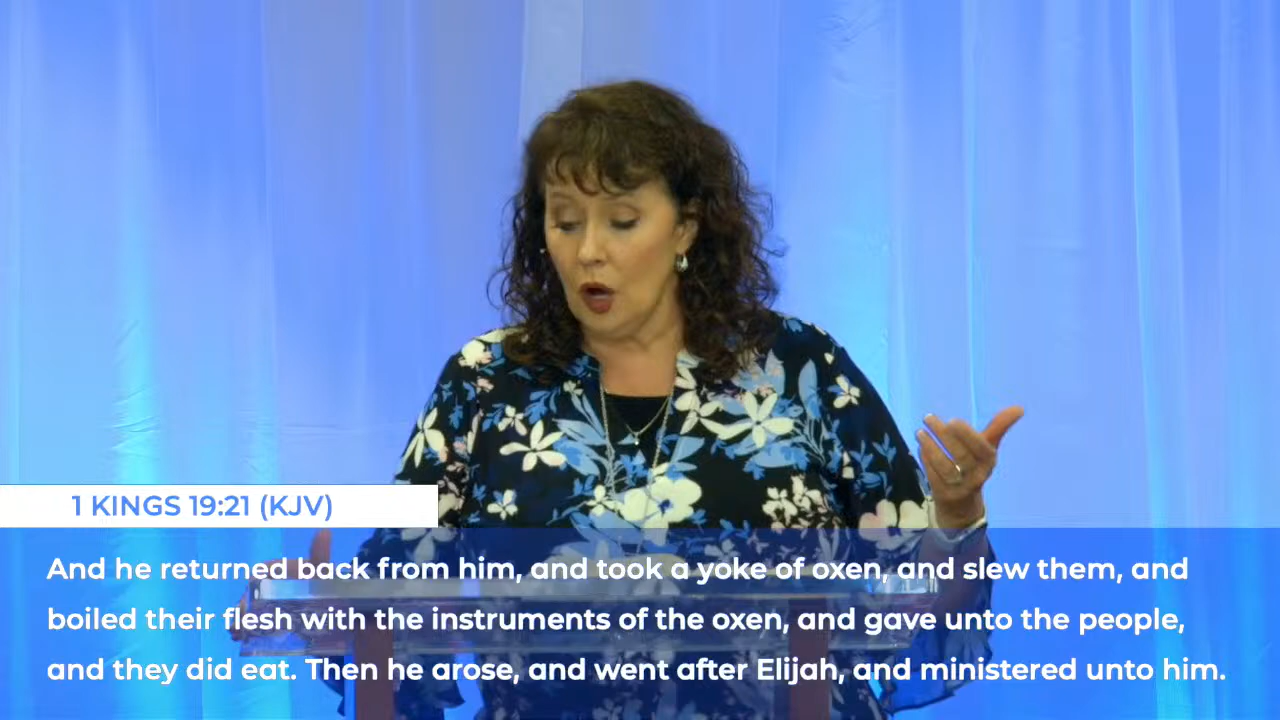 1 KINGS 19:21 (KJV)
And he returned back from him, and took a yoke of oxen, and slew them, and
boiled their flesh with the instruments of the oxen, and gave unto the people,
and they did eat. Then he arose, and went after Elijah, and ministered unto him.